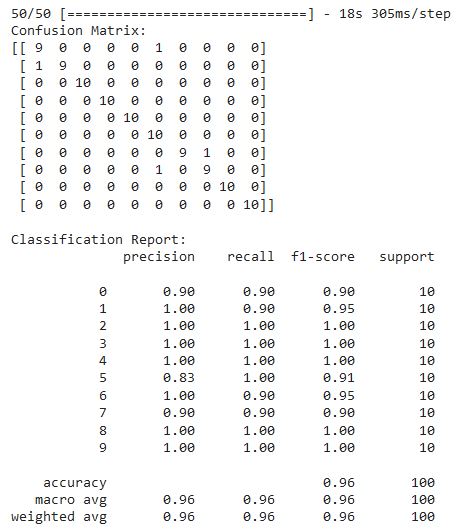 50/50 [==============================] - 18s 305ms/step
Confusion Matrix:
[[ 9  0  0  0  0  1  0  0  0  0]
 [ 1  9  0  0  0  0  0  0  0  0]
 [ 0  0 10  0  0  0  0  0  0  0]
 [ 0  0  0 10  0  0  0  0  0  0]
 [ 0  0  0  0 10  0  0  0  0  0]
 [ 0  0  0  0  0 10  0  0  0  0]
 [ 0  0  0  0  0  0  9  1  0  0]
 [ 0  0  0  0  0  1  0  9  0  0]
 [ 0  0  0  0  0  0  0  0 10  0]
 [ 0  0  0  0  0  0  0  0  0 10]]
Classification Report:
              precision    recall  f1-score   support
           0       0.90      0.90      0.90        10
           1       1.00      0.90      0.95        10
           2       1.00      1.00      1.00        10
           3       1.00      1.00      1.00        10
           4       1.00      1.00      1.00        10
           5       0.83      1.00      0.91        10
           6       1.00      0.90      0.95        10
           7       0.90      0.90      0.90        10
           8       1.00      1.00      1.00        10
           9       1.00      1.00      1.00        10
    accuracy                           0.96       100
   macro avg       0.96      0.96      0.96       100
weighted avg       0.96      0.96      0.96       100